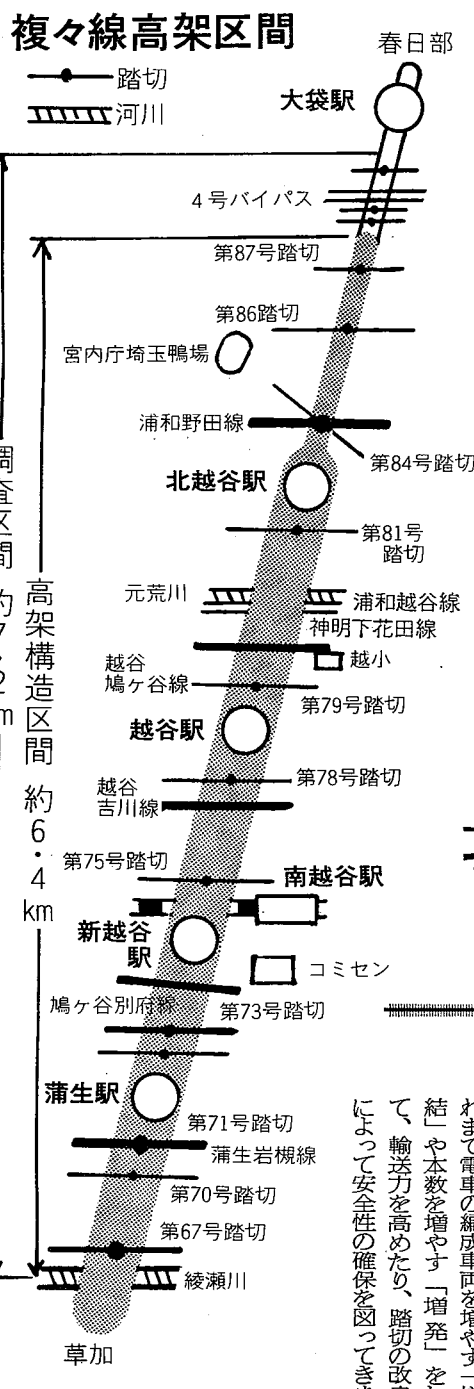 複々線高架区間
春日部
踏切
河川
大袋駅
4号バイパス
第87号踏切
第86踏切
宮内庁埼玉鴨場
浦和野田線
第84号踏切
北越谷駅
第81号
踏切
元荒川
浦和越谷線
神明下花田線
越小
越谷
鳩ヶ谷線
第79号踏切
越谷駅
第78号踏切
越谷
吉川線
第75号踏切
南越谷駅
新越谷
駅
コミセン
鳩ヶ谷別府線
第73号踏切
蒲生駅
第71号踏切
蒲生岩槻線
第70号踏切
第67号踏切
綾瀬川
草加
高架構造区間 約6・4km
調査区間 約7.2km
れまで電車の編成車両を増やす
結」や本数を増やす「増発」を
て、輸送力を高めたり、踏切の改
によって安全性の確保を図ってき